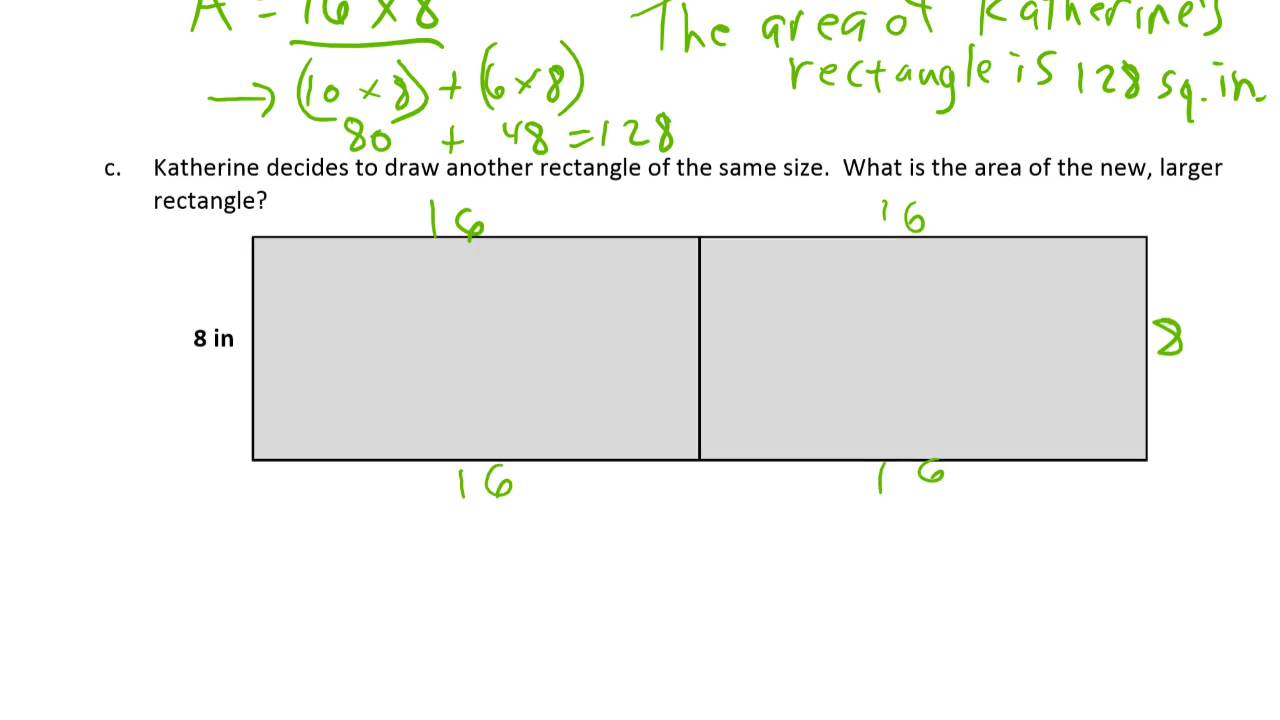 A = 16 × 8
The area of Katherine's
rectangle is 128 sq. in.
→ (10 × 8) + (6 × 8)
80 + 48 = 128
c. Katherine decides to draw another rectangle of the same size. What is the area of the new, larger
rectangle?
16 16
8 in 8
16 16